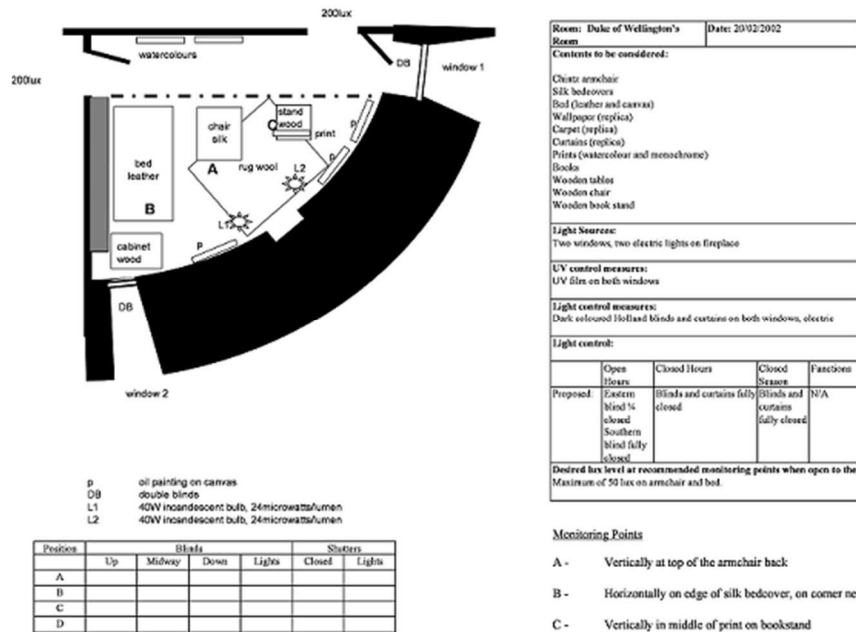 200lux
watercolours
DB
window 1
200lux
chair
silk
stand
C wood
print
p
bed
leather
A
rug wool
L2
p
B
L1
p
cabinet
wood
DB
window 2
p oil painting on canvas
DB double blinds
L1 40W incandescent bulb, 24microwatts/lumen
L2 40W incandescent bulb, 24microwatts/lumen
Position Blinds Shutters
Up Midway Down Lights Closed Lights
A
B
C
D
Room: Duke of Wellington's Date: 20/02/2002
Room
Contents to be considered:
Chintz armchair
Silk bedcovers
Bed (leather and canvas)
Wallpaper (replica)
Carpet (replica)
Curtains (replica)
Prints (watercolour and monochrome)
Books
Wooden tables
Wooden chair
Wooden book stand
Light Sources:
Two windows, two electric lights on fireplace
UV control measures:
UV film on both windows
Light control measures:
Dark coloured Holland blinds and curtains on both windows, electric
Light control:
Open Closed Hours Closed Functions
Hours Season
Proposed: Eastern Blinds and curtains fully Blinds and N/A
blind ¾ closed curtains
closed fully closed
Southern
blind fully
closed
Desired lux level at recommended monitoring points when open to the
Maximum of 50 lux on armchair and bed.
Monitoring Points
A - Vertically at top of the armchair back
B - Horizontally on edge of silk bedcover, on corner ne
C - Vertically in middle of print on bookstand